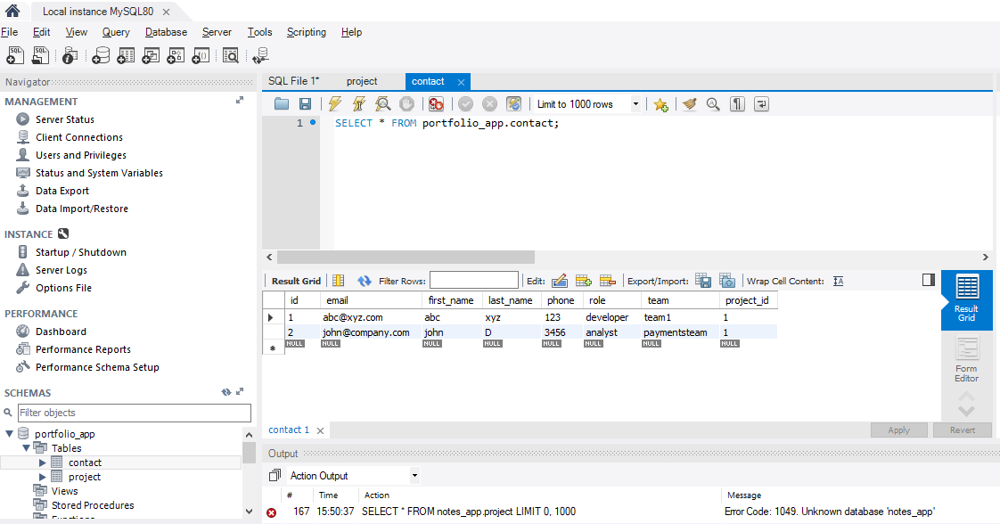 Local instance MySQL80
File Edit View Query Database Server Tools Scripting Help
Navigator
MANAGEMENT
Server Status
Client Connections
Users and Privileges
Status and System Variables
Data Export
Data Import/Restore
INSTANCE
Startup / Shutdown
Server Logs
Options File
PERFORMANCE
Dashboard
Performance Reports
Performance Schema Setup
SCHEMAS
Filter objects
portfolio_app
Tables
contact
project
Views
Stored Procedures
Functions
SQL File 1* project contact
Limit to 1000 rows
1 SELECT * FROM portfolio_app.contact;
Result Grid Filter Rows: Edit: Export/Import: Wrap Cell Content:
id email first_name last_name phone role team project_id
1 abc@xyz.com abc xyz 123 developer team1 1
2 john@company.com john D 3456 analyst paymentsteam 1
NULL NULL NULL NULL NULL NULL NULL NULL
Result
Grid
Form
Editor
contact 1
Apply Revert
Output
Action Output
# Time Action Message
167 15:50:37 SELECT * FROM notes_app.project LIMIT 0, 1000 Error Code: 1049. Unknown database 'notes_app'